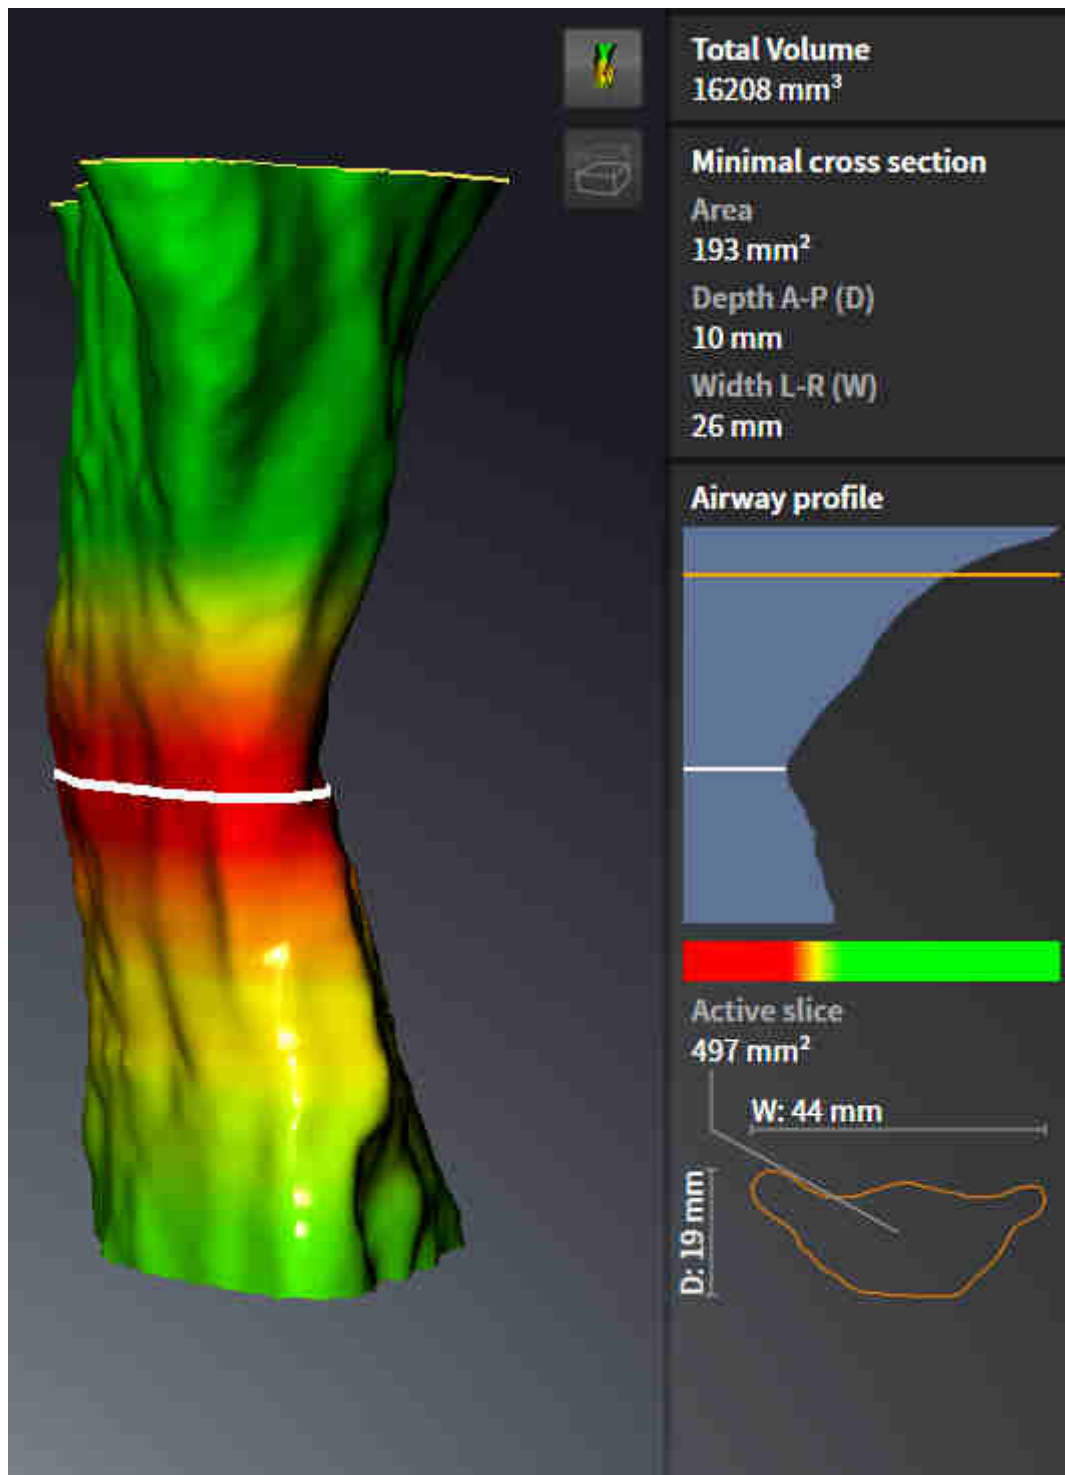 Total Volume
16208 mm³
Minimal cross section
Area
193 mm²
Depth A-P (D)
10 mm
Width L-R (W)
26 mm
Airway profile
Active slice
497 mm²
W: 44 mm
D: 19 mm